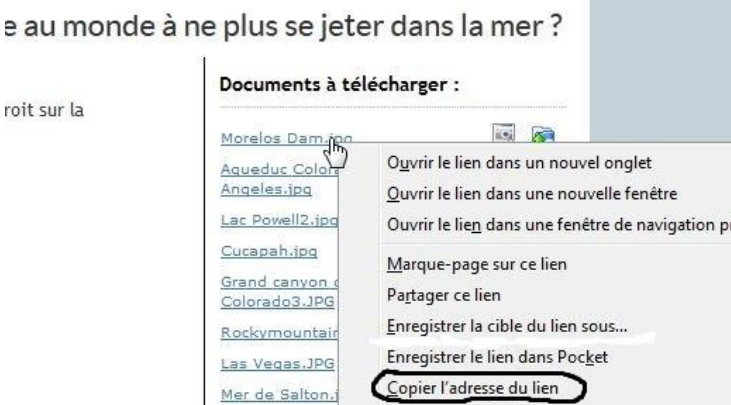 e au monde à ne plus se jeter dans la mer ?
roit sur la
Documents à télécharger :
Morelos Dam.jpg
Aqueduc Color
Angeles.jpg
Lac Powell2.jpg
Cucapah.jpg
Grand canyon
Colorado3.JPG
Rockymountain
Las Vegas.JPG
Mer de Salton.
Ouvrir le lien dans un nouvel onglet
Ouvrir le lien dans une nouvelle fenêtre
Ouvrir le lien dans une fenêtre de navigation pr
Marque-page sur ce lien
Partager ce lien
Enregistrer la cible du lien sous...
Enregistrer le lien dans Pocket
Copier l'adresse du lien